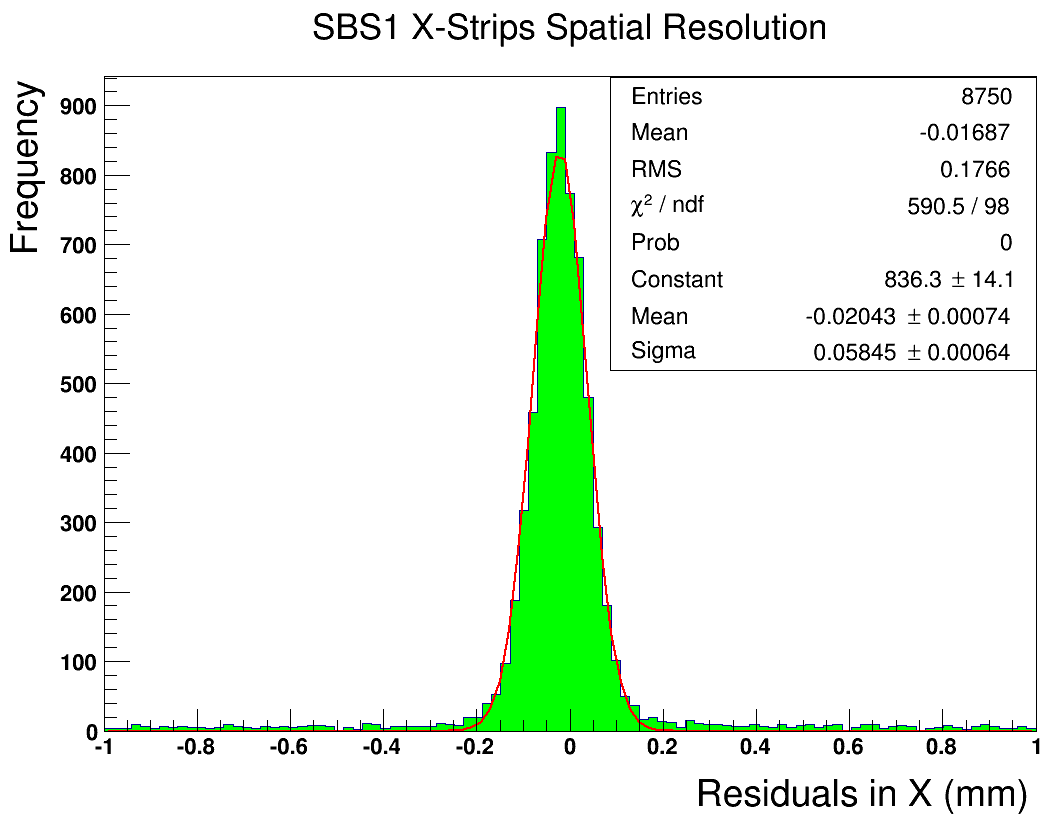 SBS1 X-Strips Spatial Resolution
Frequency
Entries 8750
Mean -0.01687
RMS 0.1766
χ² / ndf 590.5 / 98
Prob 0
Constant 836.3 ± 14.1
Mean -0.02043 ± 0.00074
Sigma 0.05845 ± 0.00064
900
800
700
600
500
400
300
200
100
0
-1 -0.8 -0.6 -0.4 -0.2 0 0.2 0.4 0.6 0.8 1
Residuals in X (mm)